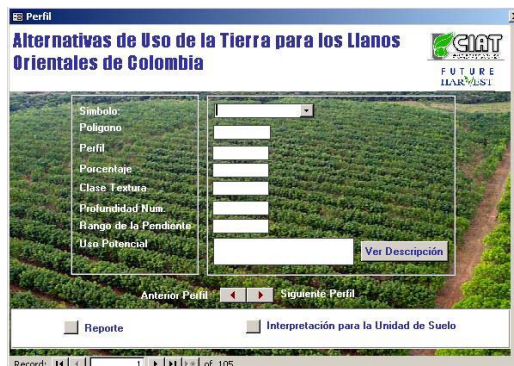 Perfil
Alternativas de Uso de la Tierra para los Llanos
Orientales de Colombia
CIAT
FUTURE
HARVEST
Simbolo:
Poligono
Perfil
Porcentaje
Clase Textura
Profundidad Num.
Rango de la Pendiente
Uso Potencial
Ver Descripción
Anterior Perfil
Siguiente Perfil
Reporte
Interpretación para la Unidad de Suelo
Record: 1 of 105